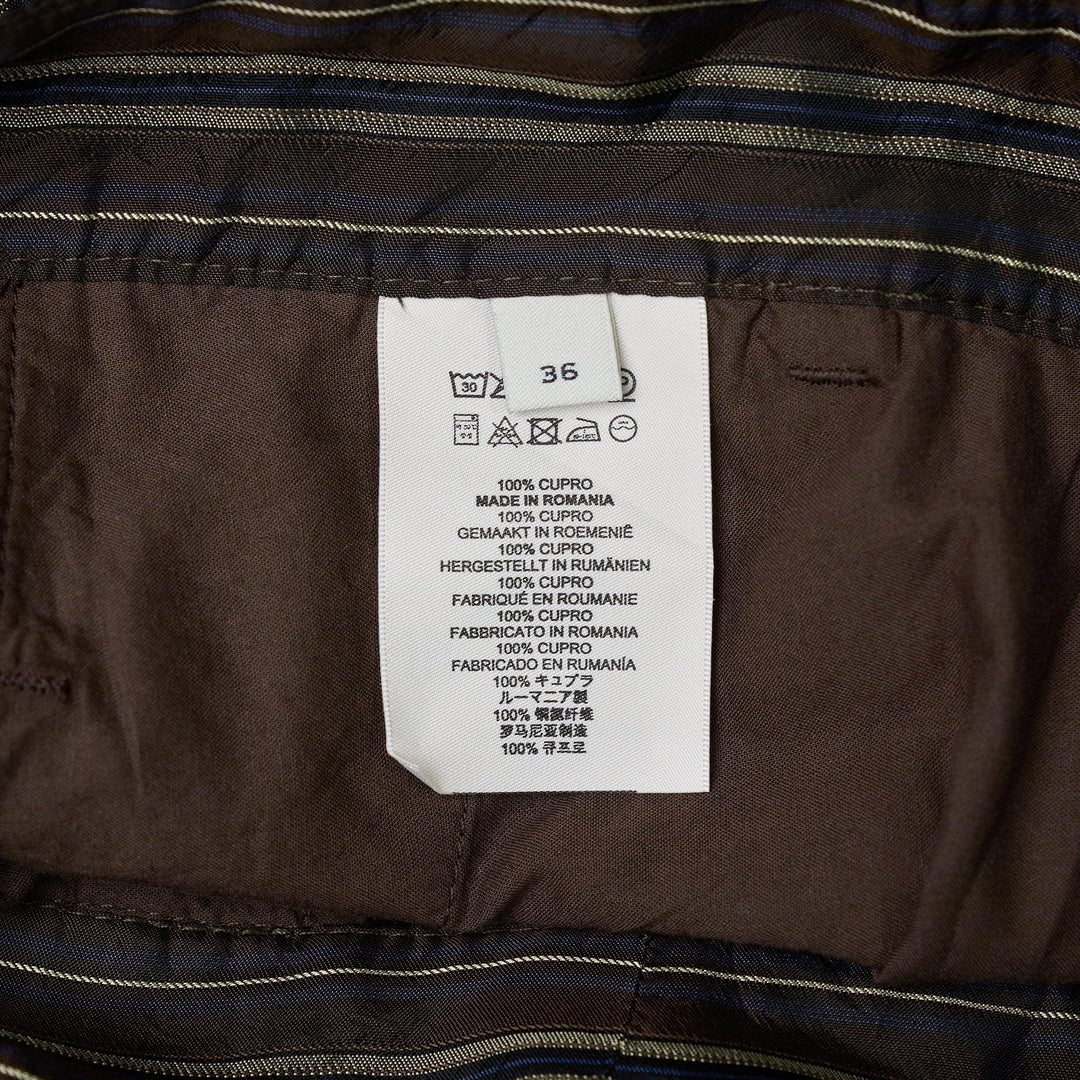 36
30
100% CUPRO
MADE IN ROMANIA
100% CUPRO
GEMAAKT IN ROEMENIË
100% CUPRO
HERGESTELLT IN RUMÄNIEN
100% CUPRO
FABRIQUÉ EN ROUMANIE
100% CUPRO
FABBRICATO IN ROMANIA
100% CUPRO
FABRICADO EN RUMANÍA
100% キュプラ
ルーマニア製
100% 铜氨纤维
罗马尼亚制造
100% 큐프로